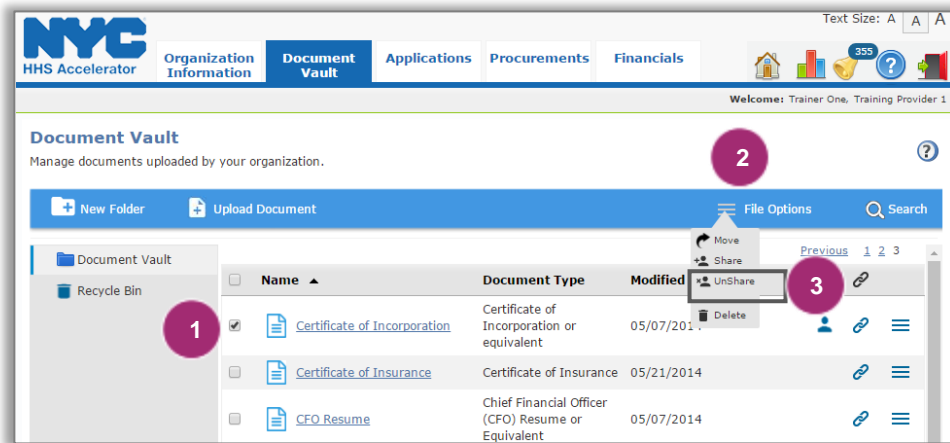 Text Size: A A A
NYC
HHS Accelerator
Organization
Information
Document
Vault
Applications
Procurements
Financials
355
?
Welcome: Trainer One, Training Provider 1
Document Vault
Manage documents uploaded by your organization.
?
2
New Folder
Upload Document
File Options
Search
Move
Share
UnShare
Delete
3
Previous 1 2 3
Document Vault
Recycle Bin
Name
Document Type
Modified
1
Certificate of Incorporation
Certificate of
Incorporation or
equivalent
05/07/2014
Certificate of Insurance
Certificate of Insurance
05/21/2014
CFO Resume
Chief Financial Officer
(CFO) Resume or
Equivalent
05/07/2014